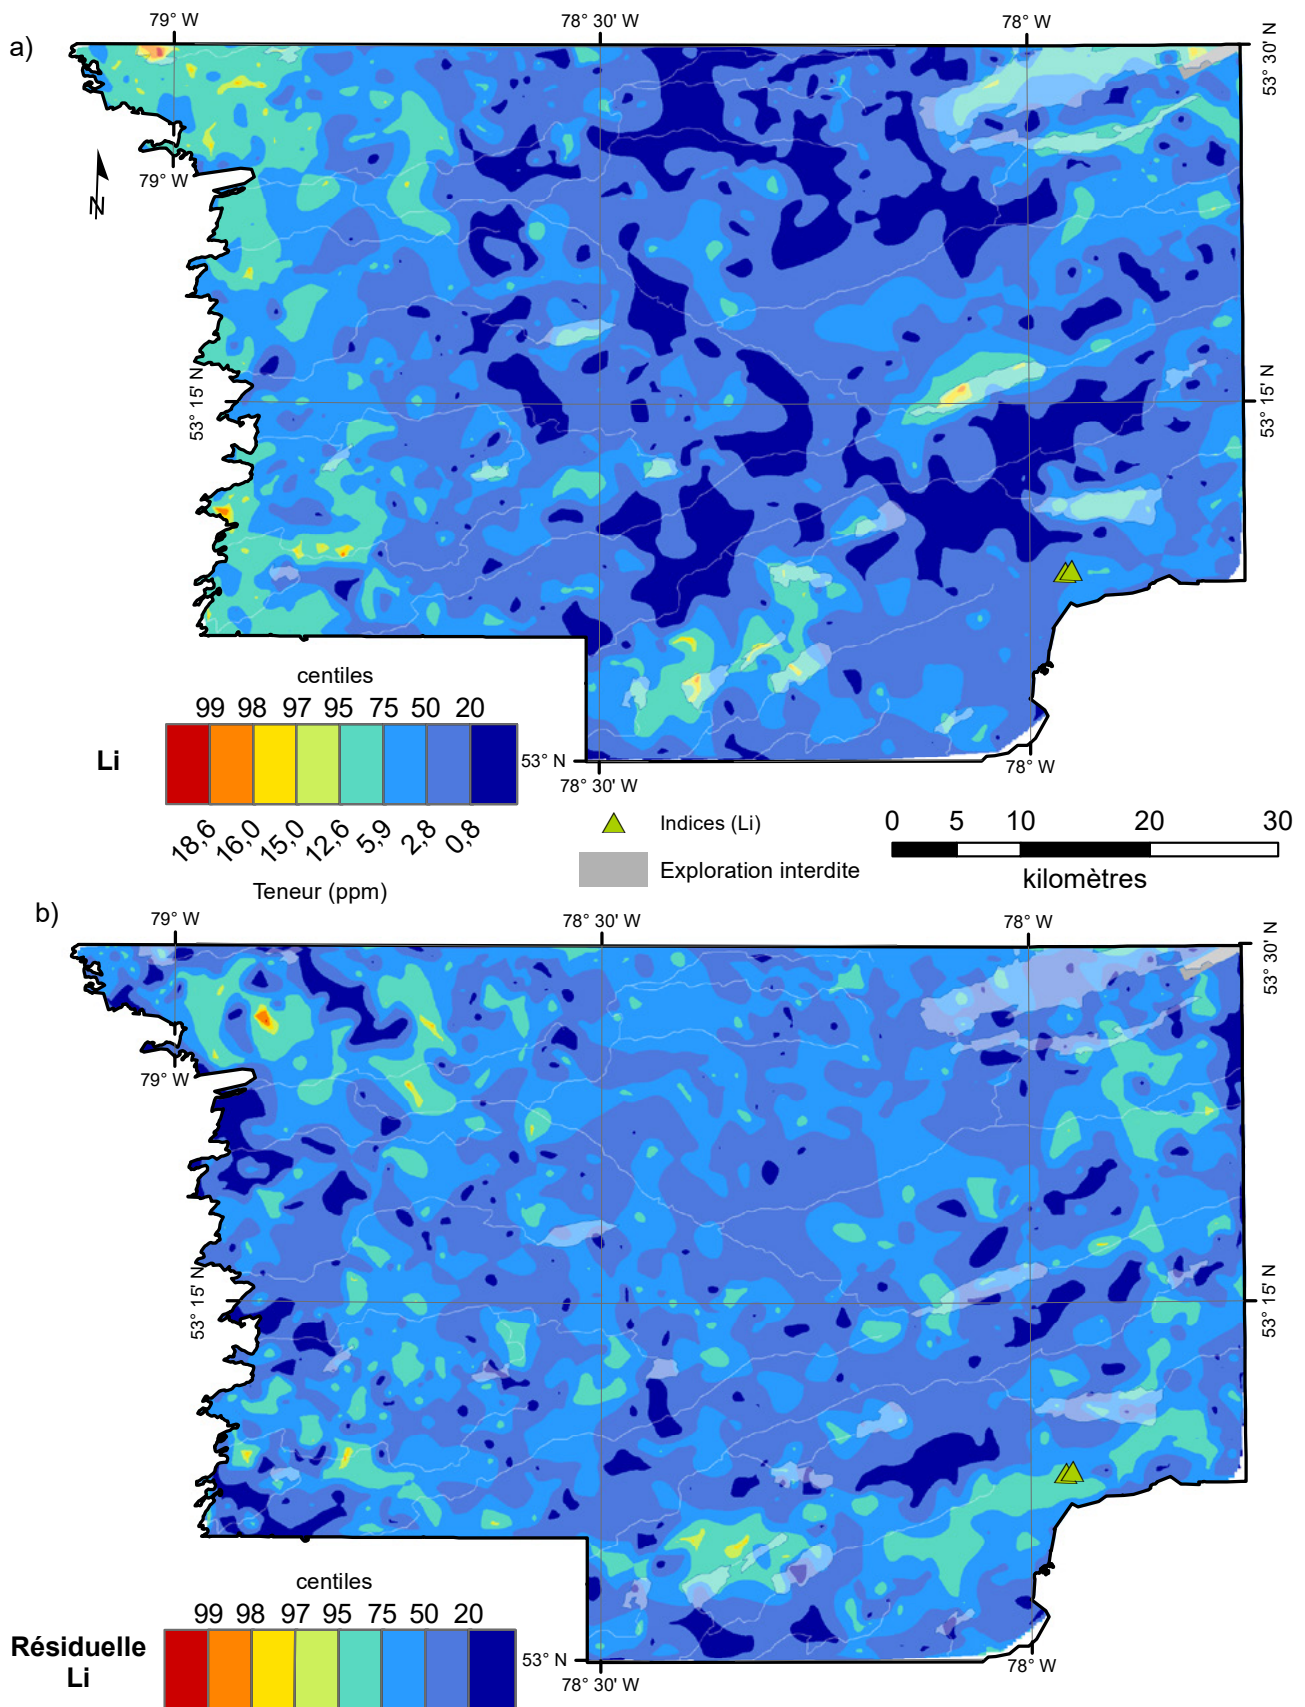 a)
79° W
78° 30' W
78° W
53° 30' N
79° W
N
53° 15' N
53° 15' N
centiles
99 98 97 95 75 50 20
Li
18,6 16,0 15,0 12,6 5,9 2,8 0,8
Teneur (ppm)
53° N
78° 30' W
78° W
Indices (Li)
Exploration interdite
0 5 10 20 30
kilomètres
b)
79° W
78° 30' W
78° W
53° 30' N
79° W
53° 15' N
53° 15' N
centiles
99 98 97 95 75 50 20
Résiduelle
Li
53° N
78° 30' W
78° W